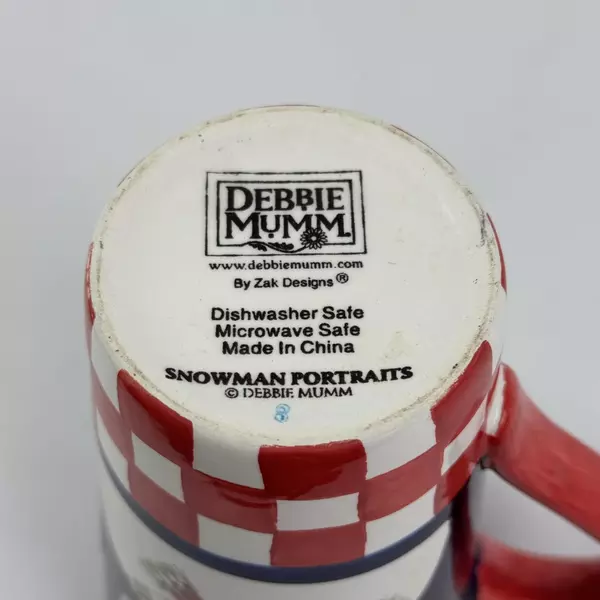 DEBBIE
MUMM.
www.debbiemumm.com
By Zak Designs®
Dishwasher Safe
Microwave Safe
Made In China
SNOWMAN PORTRAITS
© DEBBIE MUMM
8